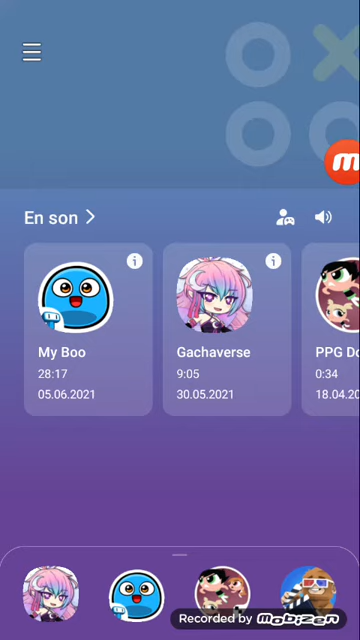 En son
My Boo
28:17
05.06.2021
Gachaverse
9:05
30.05.2021
PPG Do
0:34
18.04.20
Recorded by mobizen